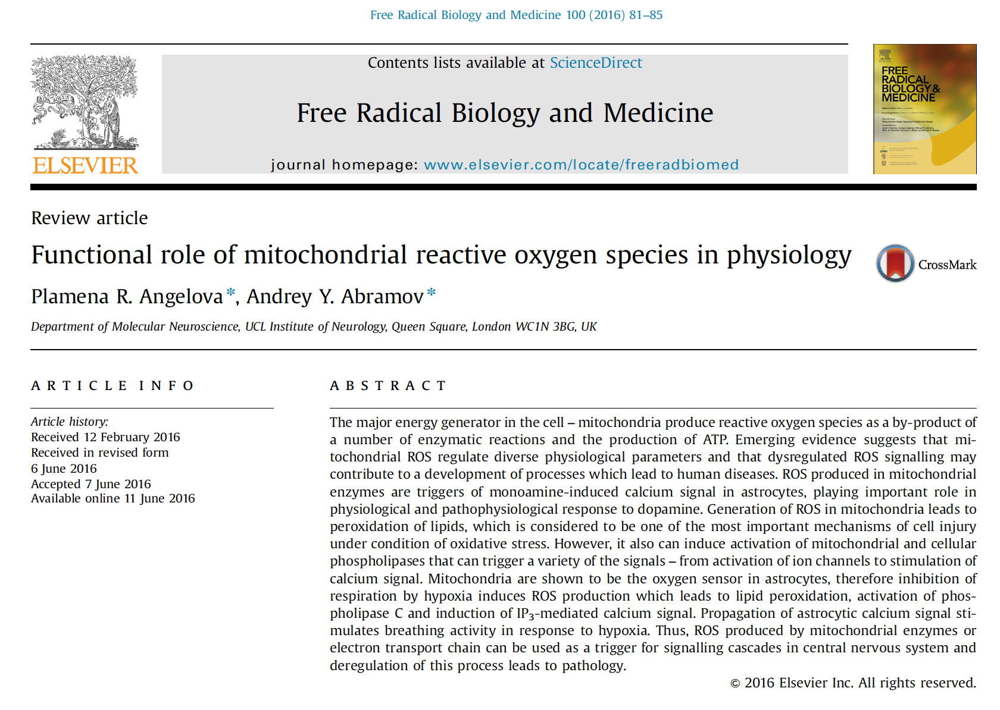 Free Radical Biology and Medicine 100 (2016) 81–85
Contents lists available at ScienceDirect
Free Radical Biology and Medicine
journal homepage: www.elsevier.com/locate/freeradbiomed
NON SOLUS
ELSEVIER
FREE
RADICAL
BIOLOGY &
MEDICINE
Review article
Functional role of mitochondrial reactive oxygen species in physiology
CrossMark
Plamena R. Angelova*, Andrey Y. Abramov*
Department of Molecular Neuroscience, UCL Institute of Neurology, Queen Square, London WC1N 3BG, UK
ARTICLE INFO
Article history:
Received 12 February 2016
Received in revised form
6 June 2016
Accepted 7 June 2016
Available online 11 June 2016
ABSTRACT
The major energy generator in the cell – mitochondria produce reactive oxygen species as a by-product of
a number of enzymatic reactions and the production of ATP. Emerging evidence suggests that mi-
tochondrial ROS regulate diverse physiological parameters and that dysregulated ROS signalling may
contribute to a development of processes which lead to human diseases. ROS produced in mitochondrial
enzymes are triggers of monoamine-induced calcium signal in astrocytes, playing important role in
physiological and pathophysiological response to dopamine. Generation of ROS in mitochondria leads to
peroxidation of lipids, which is considered to be one of the most important mechanisms of cell injury
under condition of oxidative stress. However, it also can induce activation of mitochondrial and cellular
phospholipases that can trigger a variety of the signals – from activation of ion channels to stimulation of
calcium signal. Mitochondria are shown to be the oxygen sensor in astrocytes, therefore inhibition of
respiration by hypoxia induces ROS production which leads to lipid peroxidation, activation of phos-
pholipase C and induction of IP₃-mediated calcium signal. Propagation of astrocytic calcium signal sti-
mulates breathing activity in response to hypoxia. Thus, ROS produced by mitochondrial enzymes or
electron transport chain can be used as a trigger for signalling cascades in central nervous system and
deregulation of this process leads to pathology.
© 2016 Elsevier Inc. All rights reserved.